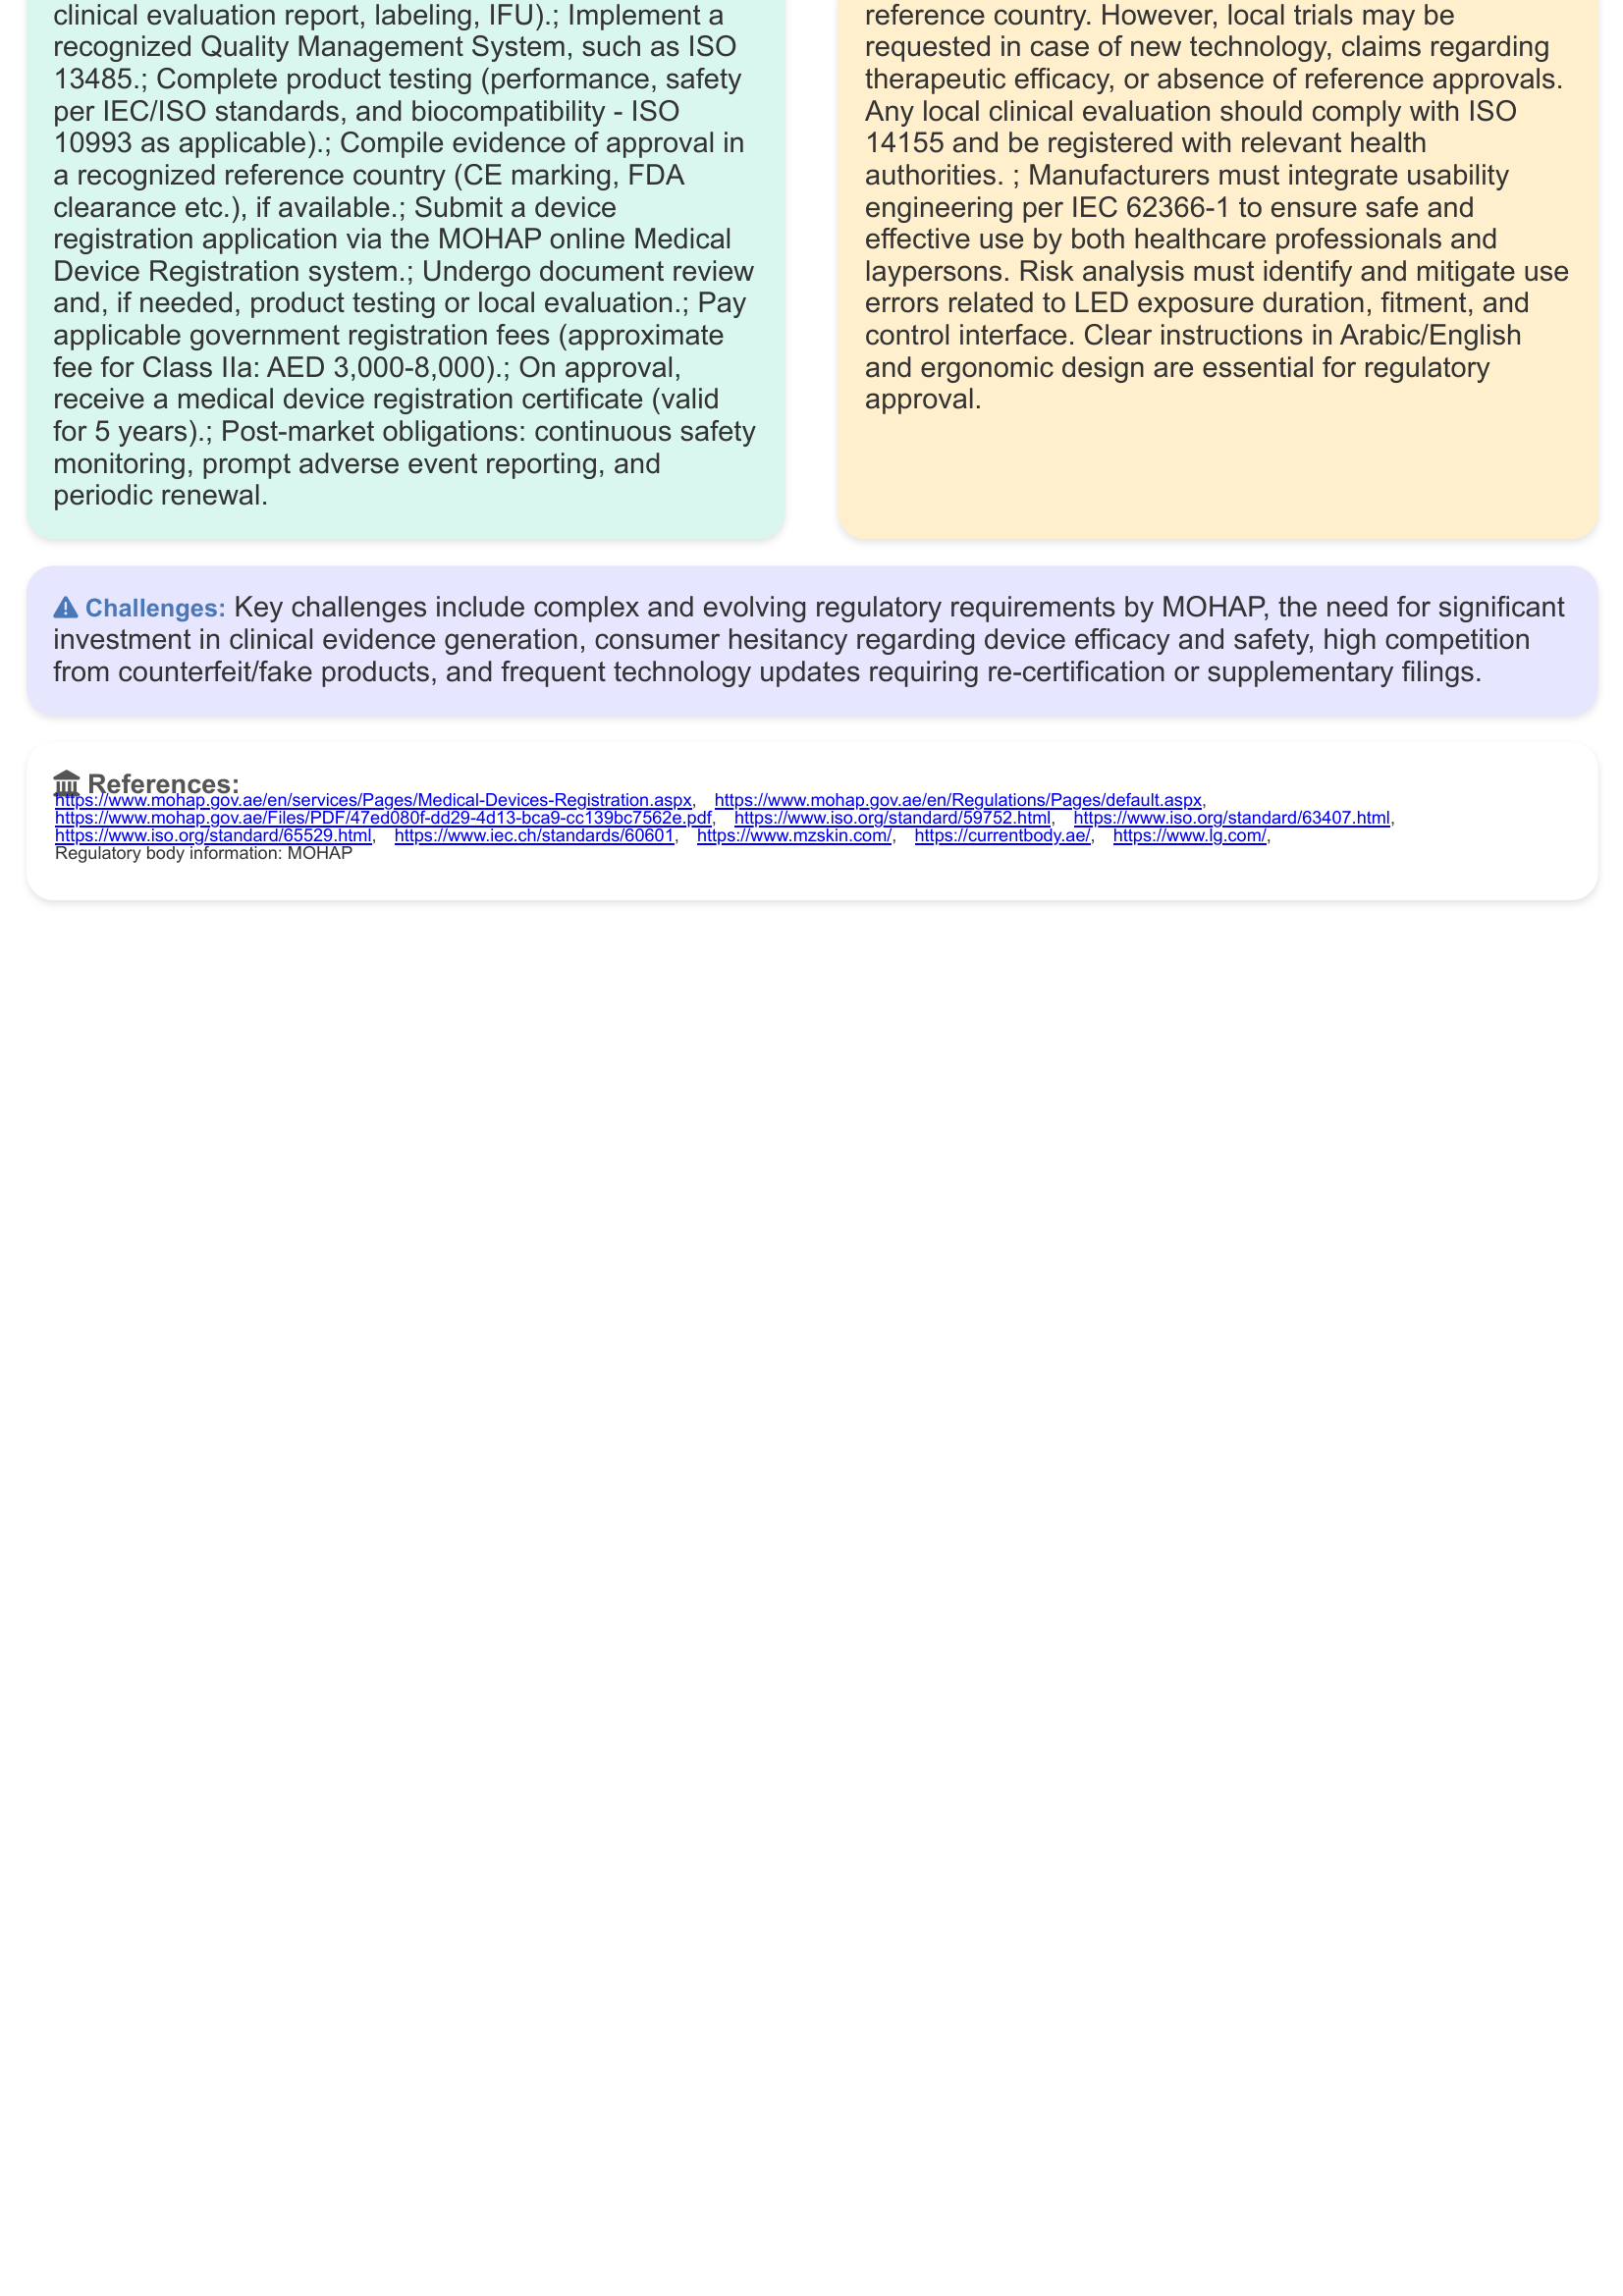 clinical evaluation report, labeling, IFU).; Implement a
recognized Quality Management System, such as ISO
13485.; Complete product testing (performance, safety
per IEC/ISO standards, and biocompatibility - ISO
10993 as applicable).; Compile evidence of approval in
a recognized reference country (CE marking, FDA
clearance etc.), if available.; Submit a device
registration application via the MOHAP online Medical
Device Registration system.; Undergo document review
and, if needed, product testing or local evaluation.; Pay
applicable government registration fees (approximate
fee for Class IIa: AED 3,000-8,000).; On approval,
receive a medical device registration certificate (valid
for 5 years).; Post-market obligations: continuous safety
monitoring, prompt adverse event reporting, and
periodic renewal.
reference country. However, local trials may be
requested in case of new technology, claims regarding
therapeutic efficacy, or absence of reference approvals.
Any local clinical evaluation should comply with ISO
14155 and be registered with relevant health
authorities. ; Manufacturers must integrate usability
engineering per IEC 62366-1 to ensure safe and
effective use by both healthcare professionals and
laypersons. Risk analysis must identify and mitigate use
errors related to LED exposure duration, fitment, and
control interface. Clear instructions in Arabic/English
and ergonomic design are essential for regulatory
approval.
Challenges: Key challenges include complex and evolving regulatory requirements by MOHAP, the need for significant
investment in clinical evidence generation, consumer hesitancy regarding device efficacy and safety, high competition
from counterfeit/fake products, and frequent technology updates requiring re-certification or supplementary filings.
References:
https://www.mohap.gov.ae/en/services/Pages/Medical-Devices-Registration.aspx, https://www.mohap.gov.ae/en/Regulations/Pages/default.aspx,
https://www.mohap.gov.ae/Files/PDF/47ed080f-dd29-4d13-bca9-cc139bc7562e.pdf, https://www.iso.org/standard/59752.html, https://www.iso.org/standard/63407.html,
https://www.iso.org/standard/65529.html, https://www.iec.ch/standards/60601, https://www.mzskin.com/, https://currentbody.ae/, https://www.lg.com/,
Regulatory body information: MOHAP